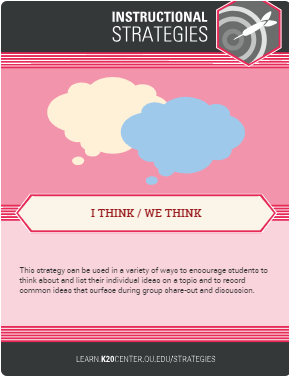 INSTRUCTIONAL
STRATEGIES
I THINK / WE THINK
This strategy can be used in a variety of ways to encourage students to
think about and list their individual ideas on a topic and to record
common ideas that surface during group share-out and discussion.
LEARN.K20CENTER.OU.EDU/STRATEGIES